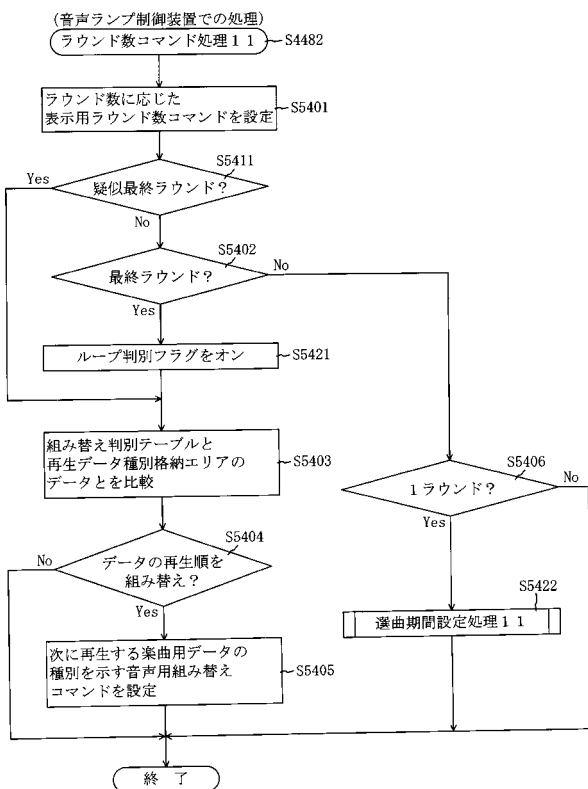 (音声ランプ制御装置での処理)
ラウンド数コマンド処理１１
S4482
ラウンド数に応じた
表示用ラウンド数コマンドを設定
S5401
S5411
Yes
疑似最終ラウンド？
No
S5402
最終ラウンド？
No
Yes
ループ判別フラグをオン
S5421
組み替え判別テーブルと
再生データ種別格納エリアの
データとを比較
S5403
S5406
１ラウンド？
No
Yes
S5404
No
データの再生順を
組み替え？
Yes
S5422
選曲期間設定処理１１
次に再生する楽曲用データの
種別を示す音声用組み替え
コマンドを設定
S5405
終 了